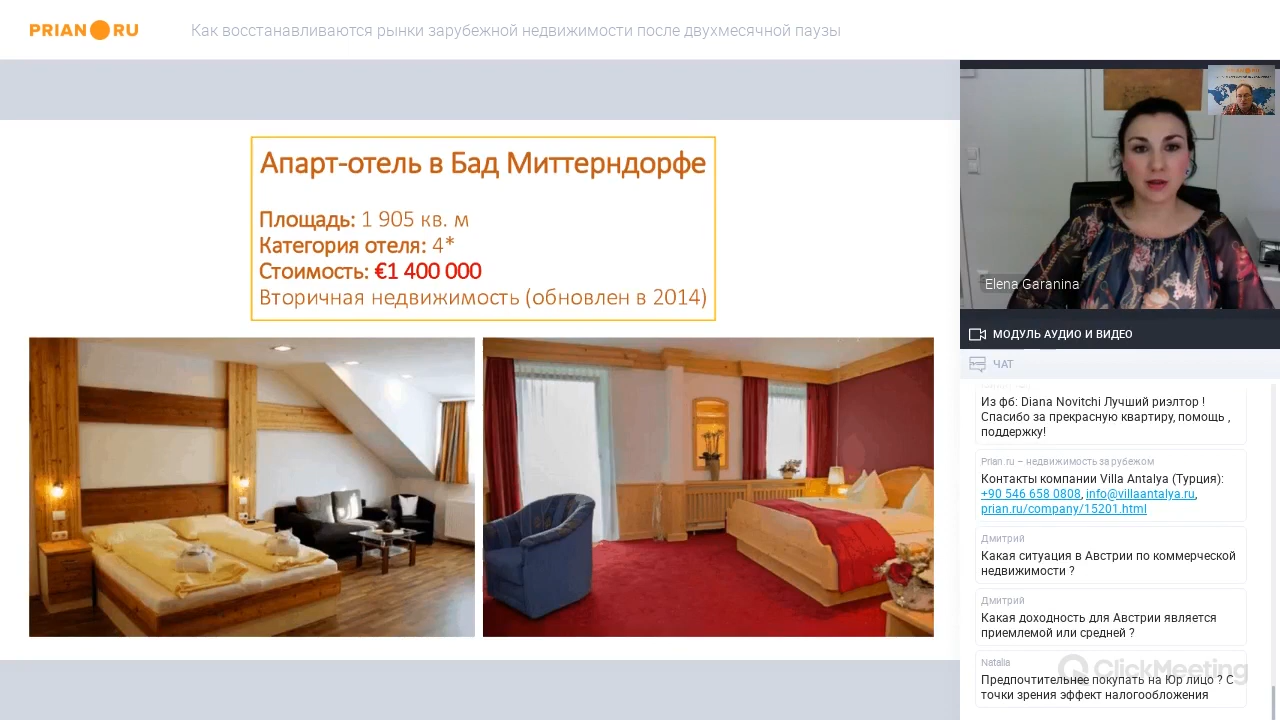 PRIAN RU
Как восстанавливаются рынки зарубежной недвижимости после двухмесячной паузы
Апарт-отель в Бад Миттерндорфе
Площадь: 1 905 кв. м
Категория отеля: 4*
Стоимость: €1 400 000
Вторичная недвижимость (обновлен в 2014)
Elena Garanina
МОДУЛЬ АУДИО И ВИДЕО
ЧАТ
Из фб: Diana Novitchi Лучший риэлтор !
Спасибо за прекрасную квартиру, помощь ,
поддержку!
Prian.ru – недвижимость за рубежом
Контакты компании Villa Antalya (Турция):
+90 546 658 0808, info@villaantalya.ru,
prian.ru/company/15201.html
Дмитрий
Какая ситуация в Австрии по коммерческой
недвижимости ?
Дмитрий
Какая доходность для Австрии является
приемлемой или средней ?
Natalia
ClickMeeting
Предпочтительнее покупать на Юр лицо ? С
точки зрения эффект налогообложения